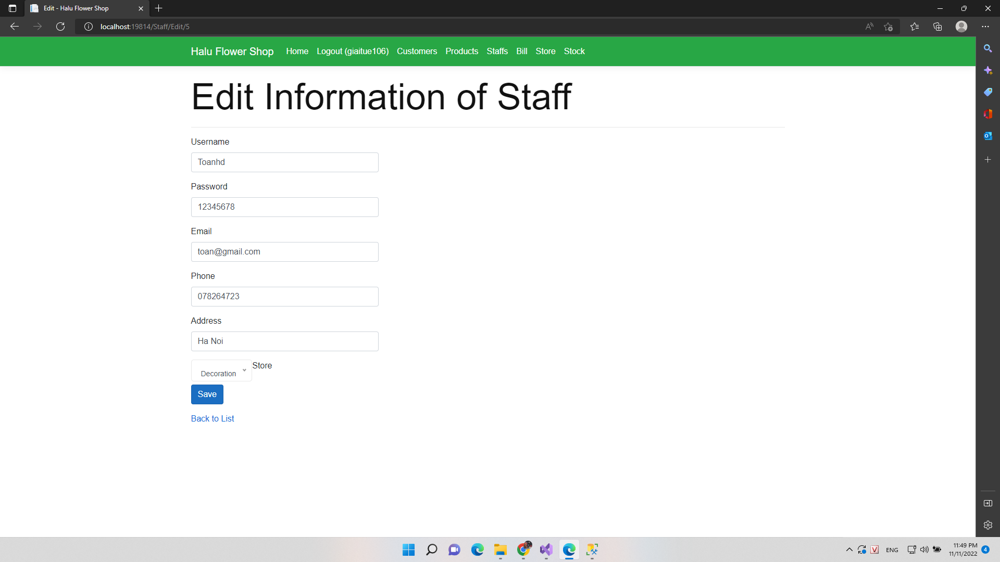 Edit - Halu Flower Shop
localhost:19814/Staff/Edit/5
Halu Flower Shop Home Logout (giaitue106) Customers Products Staffs Bill Store Stock
Edit Information of Staff
Username
Toanhd
Password
12345678
Email
toan@gmail.com
Phone
078264723
Address
Ha Noi
Decoration Store
Save
Back to List
ENG
11:49 PM
11/11/2022
4